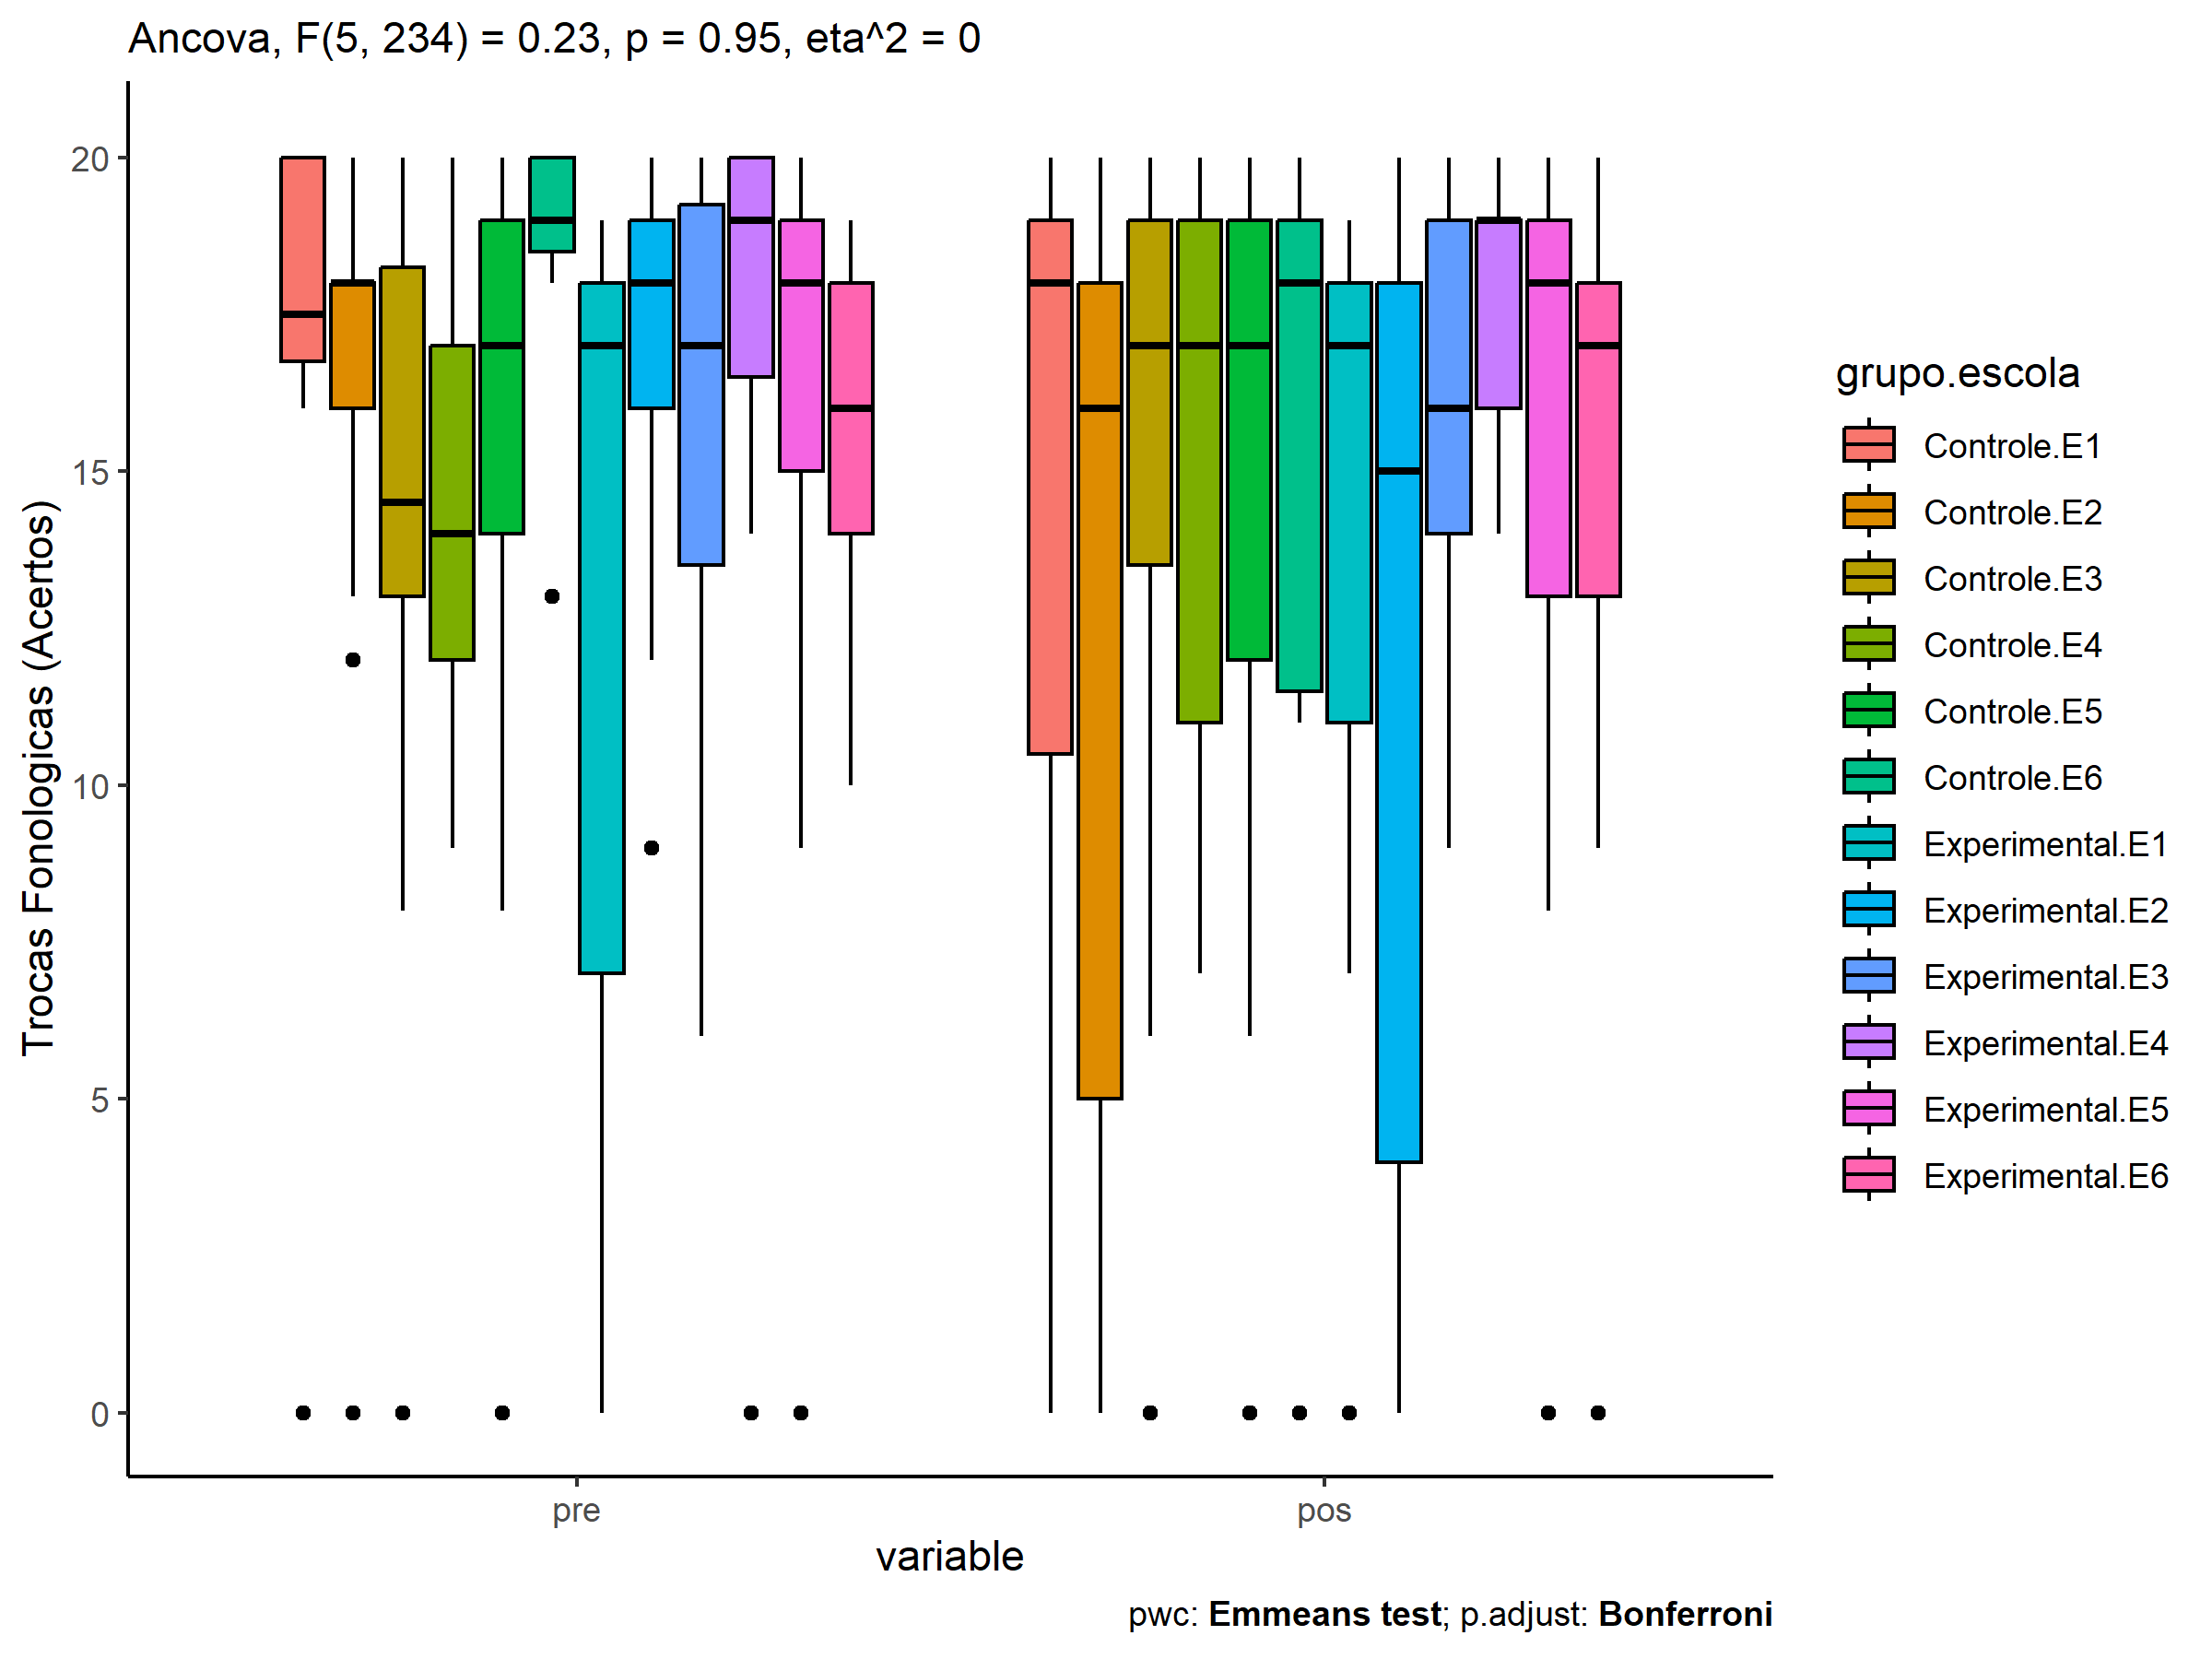 Ancova, F(5, 234) = 0.23, p = 0.95, eta^2 = 0
Trocas Fonologicas (Acertos)
20
15
10
5
0
pre
pos
variable
grupo.escola
Controle.E1
Controle.E2
Controle.E3
Controle.E4
Controle.E5
Controle.E6
Experimental.E1
Experimental.E2
Experimental.E3
Experimental.E4
Experimental.E5
Experimental.E6
pwc: Emmeans test; p.adjust: Bonferroni